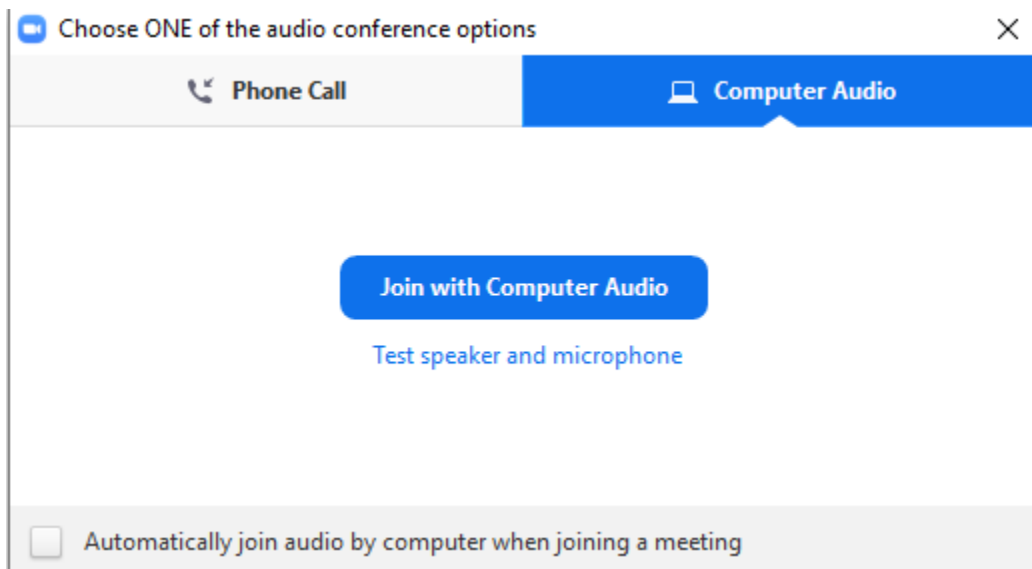 Choose ONE of the audio conference options
Phone Call
Computer Audio
Join with Computer Audio
Test speaker and microphone
Automatically join audio by computer when joining a meeting